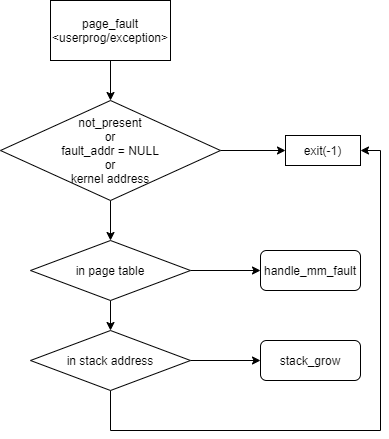 page_fault
<userprog/exception>
not_present
or
fault_addr = NULL
or
kernel address
exit(-1)
in page table
handle_mm_fault
in stack address
stack_grow